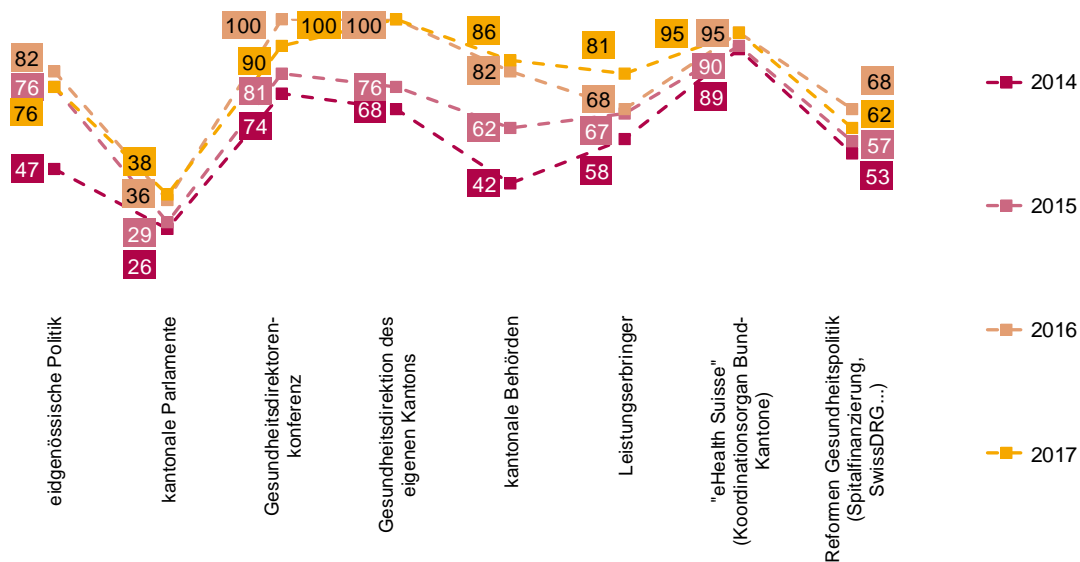 82
76
76
47
38
36
29
26
100
90
81
74
100
100
76
68
86
82
62
42
81
68
67
58
95
95
90
89
68
62
57
53
eidgenössische Politik
kantonale Parlamente
Gesundheitsdirektoren-
konferenz
Gesundheitsdirektion des
eigenen Kantons
kantonale Behörden
Leistungserbringer
"eHealth Suisse"
(Koordinationsorgan Bund-
Kantone)
Reformen Gesundheitspolitik
(Spitalfinanzierung,
SwissDRG ...)
2014
2015
2016
2017